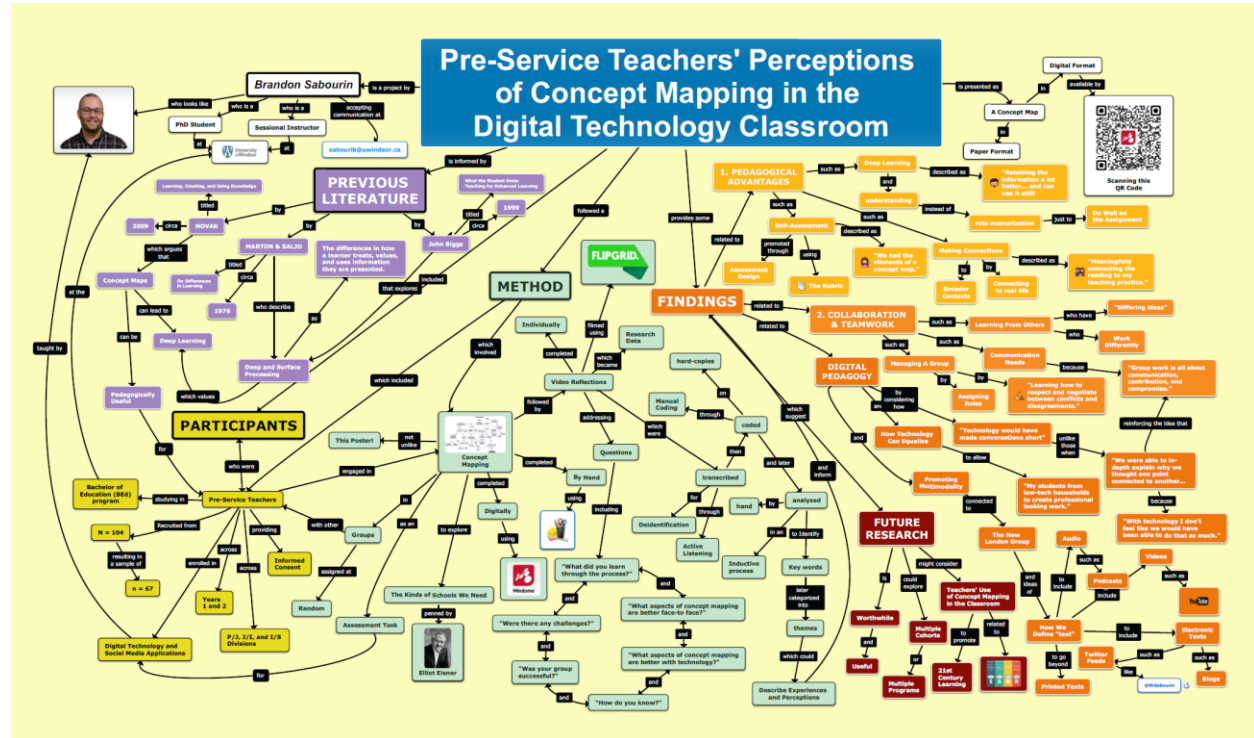 Pre-Service Teachers' Perceptions
of Concept Mapping in the
Digital Technology Classroom
is a project by
Brandon Sabourin
who looks like
who is a
who is a
accepting
communication at
PhD Student
Sessional Instructor
at
at
University
of Windsor
sabourib@uwindsor.ca
is presented as
A Concept Map
in
Digital Format
available by
in
Paper Format
Scanning this
QR Code
is informed by
PREVIOUS
LITERATURE
by
by
by
Learning, Creating, and Using Knowledge
titled
2009
circa
NOVAK
which argues
that
Concept Maps
can lead to
can be
Deep Learning
Pedagogically
Useful
for
MARTON & SALJO
titled
circa
On Differences
in Learning
1976
who describe
The differences in how
a learner treats, values,
and uses information
they are presented.
as
Deep and Surface
Processing
which values
What the Student Does:
Teaching for Enhanced Learning
titled
1999
circa
John Biggs
that explores
included
at the
taught by
which included
PARTICIPANTS
who were
Pre-Service Teachers
studying in
Bachelor of
Education (BEd)
program
Recruited from
N = 104
resulting in
a sample of
n = 67
enrolled in
Digital Technology and
Social Media Applications
across
Years
1 and 2
across
P/J, J/I, and I/S
Divisions
providing
Informed
Consent
engaged in
with other
followed a
METHOD
which
involved
Concept
Mapping
not
unlike
This Poster!
in
Groups
assigned at
Random
as an
Assessment Task
for
to explore
The Kinds of Schools We Need
penned by
Elliot Eisner
completed
Digitally
using
Mindomo
completed
By Hand
using
followed
by
Video Reflections
completed
Individually
filmed
using
FLIPGRID.
which
became
Research
Data
addressing
Questions
including
"What did you learn
through the process?"
and
"Were there any challenges?"
and
"Was your group
successful?"
and
"How do you know?"
and
"What aspects of concept mapping
are better face-to face?"
and
"What aspects of concept mapping
are better with technology?"
and
which
were
transcribed
for
Deidentification
through
Active
Listening
then
coded
on
hard-copies
through
Manual
Coding
and later
analyzed
by
hand
in an
Inductive
process
to Identify
Key words
later
categorized
into
themes
which could
Describe Experiences
and Perceptions
and
inform
provides some
FINDINGS
related to
1. PEDAGOGICAL
ADVANTAGES
such as
Deep Learning
described as
"Retaining the
information a lot
better... and can
use it still!
and
understanding
instead of
rote memorization
just to
Do Well on
the Assignment
such as
Self-Assessment
promoted
through
Assessment
Design
using
The Rubric
described as
"We had the
elements of a
concept map."
such as
Making Connections
to
Broader
Contexts
by
Connecting
to real life
described as
"Meaningfully
connecting the
reading to my
teaching practice."
related to
2. COLLABORATION
& TEAMWORK
such as
Learning From Others
who have
"Differing ideas"
who
Work
Differently
such as
Communication
Needs
because
"Group work is all about
communication,
contribution, and
compromise."
such as
Managing A Group
by
Assigning
Roles
by
"Learning how to
respect and negotiate
between conflicts and
disagreements."
related to
DIGITAL
PEDAGOGY
by
considering
how
How Technology
Can Equalize
to allow
"My students from
low-tech households
to create professional
looking work."
"Technology would have
made conversations short"
unlike
those
when
"We were able to in-
depth explain why we
thought one point
connected to another...
reinforcing the idea that
because
"With technology I don't
feel like we would have
been able to do that as much."
and
Promoting
Multimodality
connected
to
The New
London Group
and
ideas of
How We
Define "text"
to
include
Audio
such
as
Podcasts
include
Videos
such
as
YouTube
to
include
Electronic
Texts
such as
Twitter
Feeds
like
@MrSabourin
such
as
Blogs
to go
beyond
Printed Texts
which
suggest
FUTURE
RESEARCH
is
Worthwhile
and
Useful
could
explore
Multiple
Cohorts
or
Multiple
Programs
might consider
Teachers' Use
of Concept Mapping
in the Classroom
to
promote
21st
Century
Learning
related
to